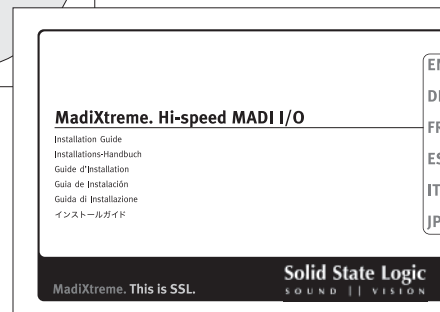 MadiXtreme. Hi-speed MADI I/O
Installation Guide
Installations-Handbuch
Guide d'Installation
Guia de Instalación
Guida di Installazione
インストールガイド
EN
DE
FR
ES
IT
JP
MadiXtreme. This is SSL.
Solid State Logic
SOUND || VISION